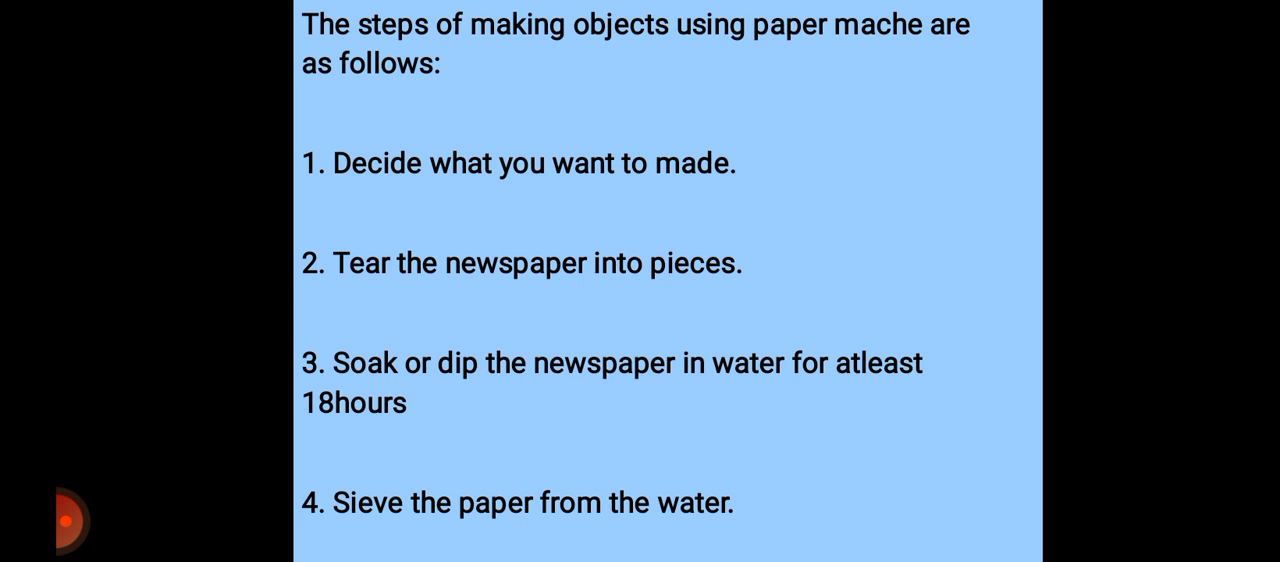 The steps of making objects using paper mache are
as follows:
1. Decide what you want to made.
2. Tear the newspaper into pieces.
3. Soak or dip the newspaper in water for atleast
18hours
4. Sieve the paper from the water.